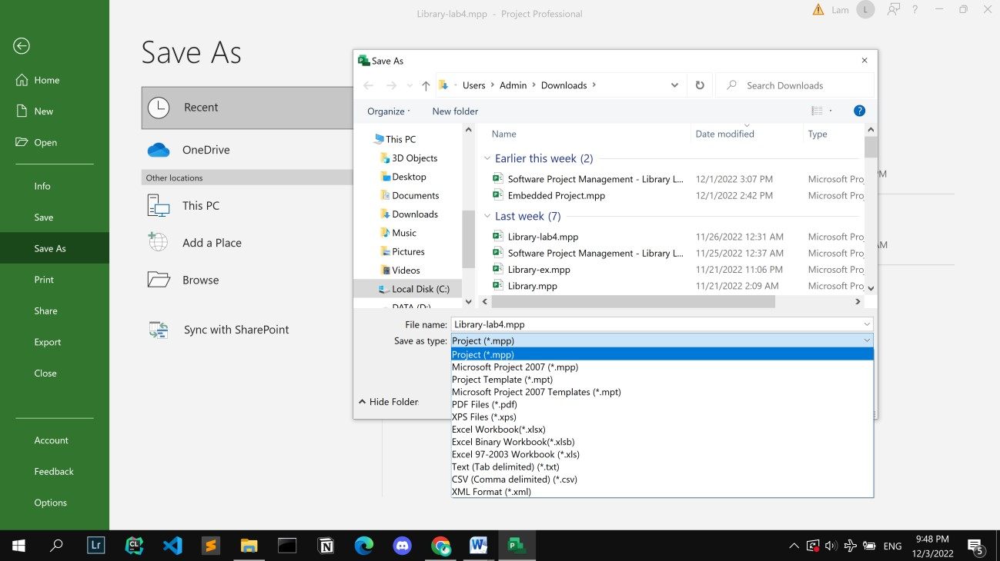 Library-lab4.mpp - Project Professional
Lam L ?
Save As
Home
New
Open
Info
Save
Save As
Print
Share
Export
Close
Account
Feedback
Options
Recent
OneDrive
Other locations
This PC
Add a Place
Browse
Sync with SharePoint
Save As
Users > Admin > Downloads >
Search Downloads
Organize
New folder
?
This PC
3D Objects
Desktop
Documents
Downloads
Music
Pictures
Videos
Local Disk (C:)
DATA (D:)
Name Date modified Type
Earlier this week (2)
Software Project Management - Library L... 12/1/2022 3:07 PM Microsoft Proj
Embedded Project.mpp 12/1/2022 2:42 PM Microsoft Proj
Last week (7)
Library-lab4.mpp 11/26/2022 12:31 AM Microsoft Proj
Software Project Management - Library L... 11/25/2022 12:37 AM Microsoft Proj
Library-ex.mpp 11/21/2022 11:06 PM Microsoft Proj
Library.mpp 11/21/2022 2:09 AM Microsoft Proj
File name: Library-lab4.mpp
Save as type: Project (*.mpp)
Project (*.mpp)
Microsoft Project 2007 (*.mpp)
Project Template (*.mpt)
Microsoft Project 2007 Templates (*.mpt)
PDF Files (*.pdf)
XPS Files (*.xps)
Excel Workbook(*.xlsx)
Excel Binary Workbook(*.xlsb)
Excel 97-2003 Workbook (*.xls)
Text (Tab delimited) (*.txt)
CSV (Comma delimited) (*.csv)
XML Format (*.xml)
Hide Folder
Lr
CL
N
W
P
ENG
9:48 PM
12/3/2022
5